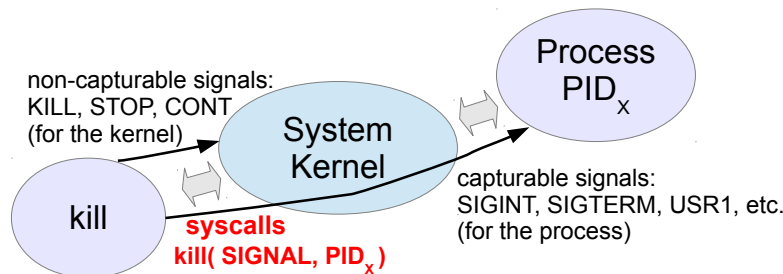 Process
PIDX
non-capturable signals:
KILL, STOP, CONT
(for the kernel)
System
Kernel
kill
capturable signals:
SIGINT, SIGTERM, USR1, etc.
(for the process)
syscalls
kill( SIGNAL, PIDX )